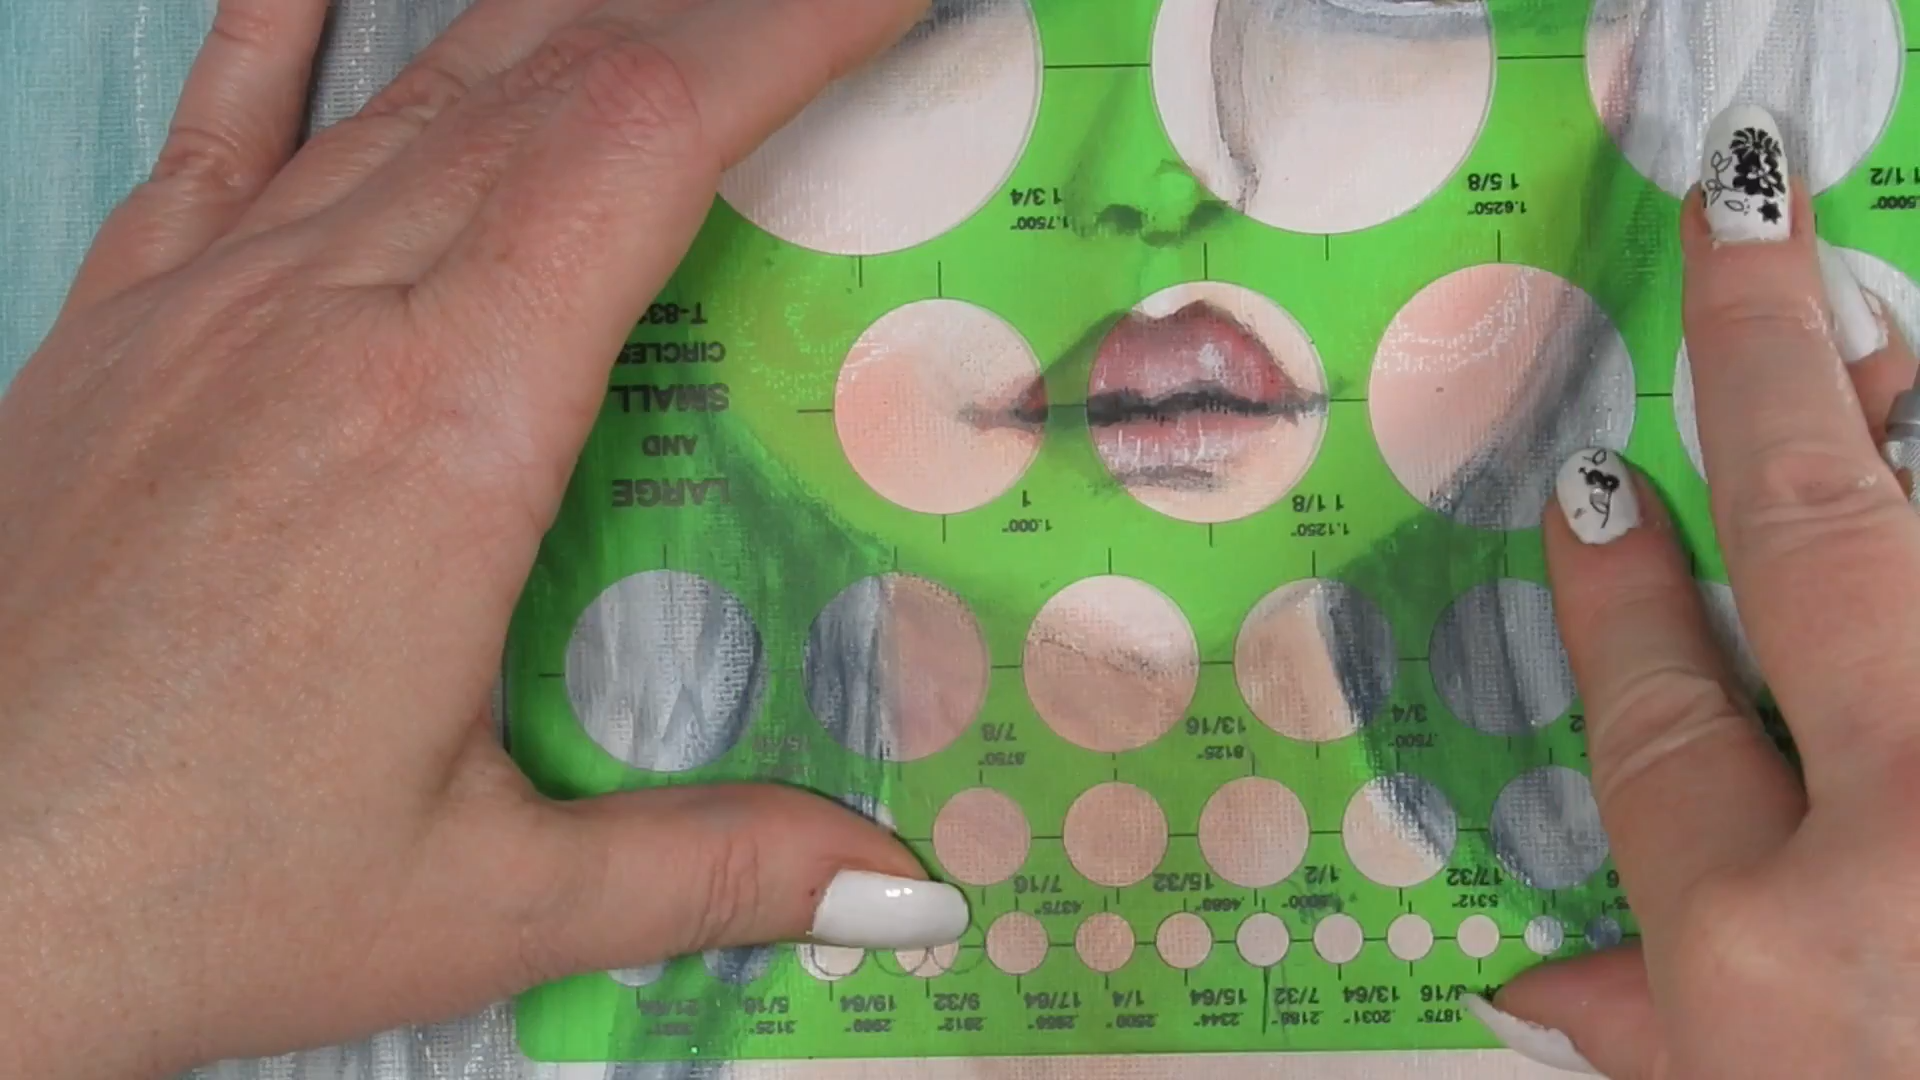 .1875" .2031" .2188" .2344" .2500" .2656" .2812" .2969" .3125"
3/16 13/64 7/32 15/64 1/4 17/64 9/32 19/64 5/16 21/64
.5312" .5000" .4688" .4375"
17/32 1/2 15/32 7/16
.7500" .8125" .8750"
3/4 13/16 7/8
1.1250" 1.000"
1 1/8 1
LARGE
AND
SMALL
CIRCLES
1.6250" 1.7500"
1 1/2 1 5/8 1 3/4